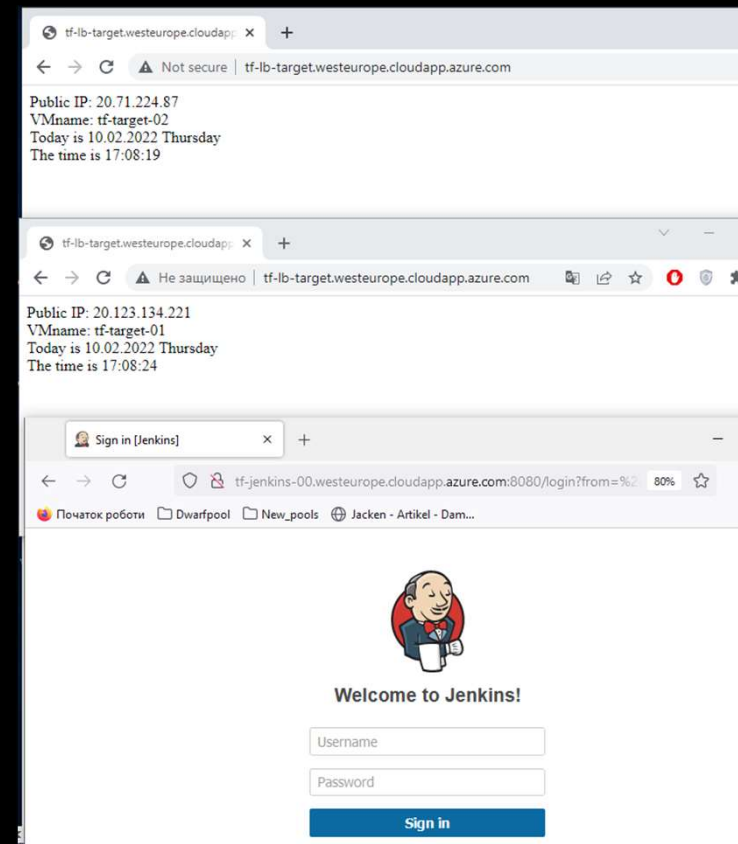 tf-lb-target.westeurope.cloudapp
Not secure | tf-lb-target.westeurope.cloudapp.azure.com
Public IP: 20.71.224.87
VMname: tf-target-02
Today is 10.02.2022 Thursday
The time is 17:08:19
tf-lb-target.westeurope.cloudapp
Не защищено | tf-lb-target.westeurope.cloudapp.azure.com
Public IP: 20.123.134.221
VMname: tf-target-01
Today is 10.02.2022 Thursday
The time is 17:08:24
Sign in [Jenkins]
tf-jenkins-00.westeurope.cloudapp.azure.com:8080/login?from=%2 80%
Початок роботи Dwarfpool New_pools Jacken - Artikel - Dam...
Welcome to Jenkins!
Username
Password
Sign in